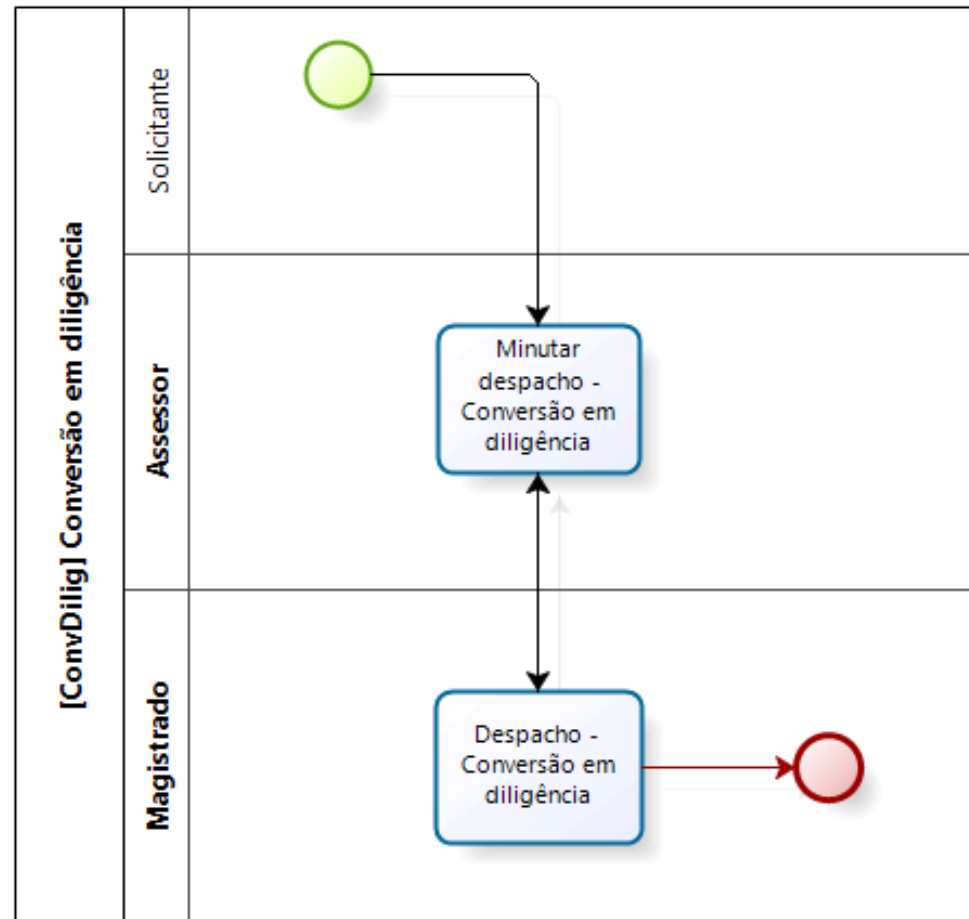 [ConvDilig] Conversão em diligência
Solicitante
Assessor
Minutar
despacho -
Conversão em
diligência
Magistrado
Despacho -
Conversão em
diligência